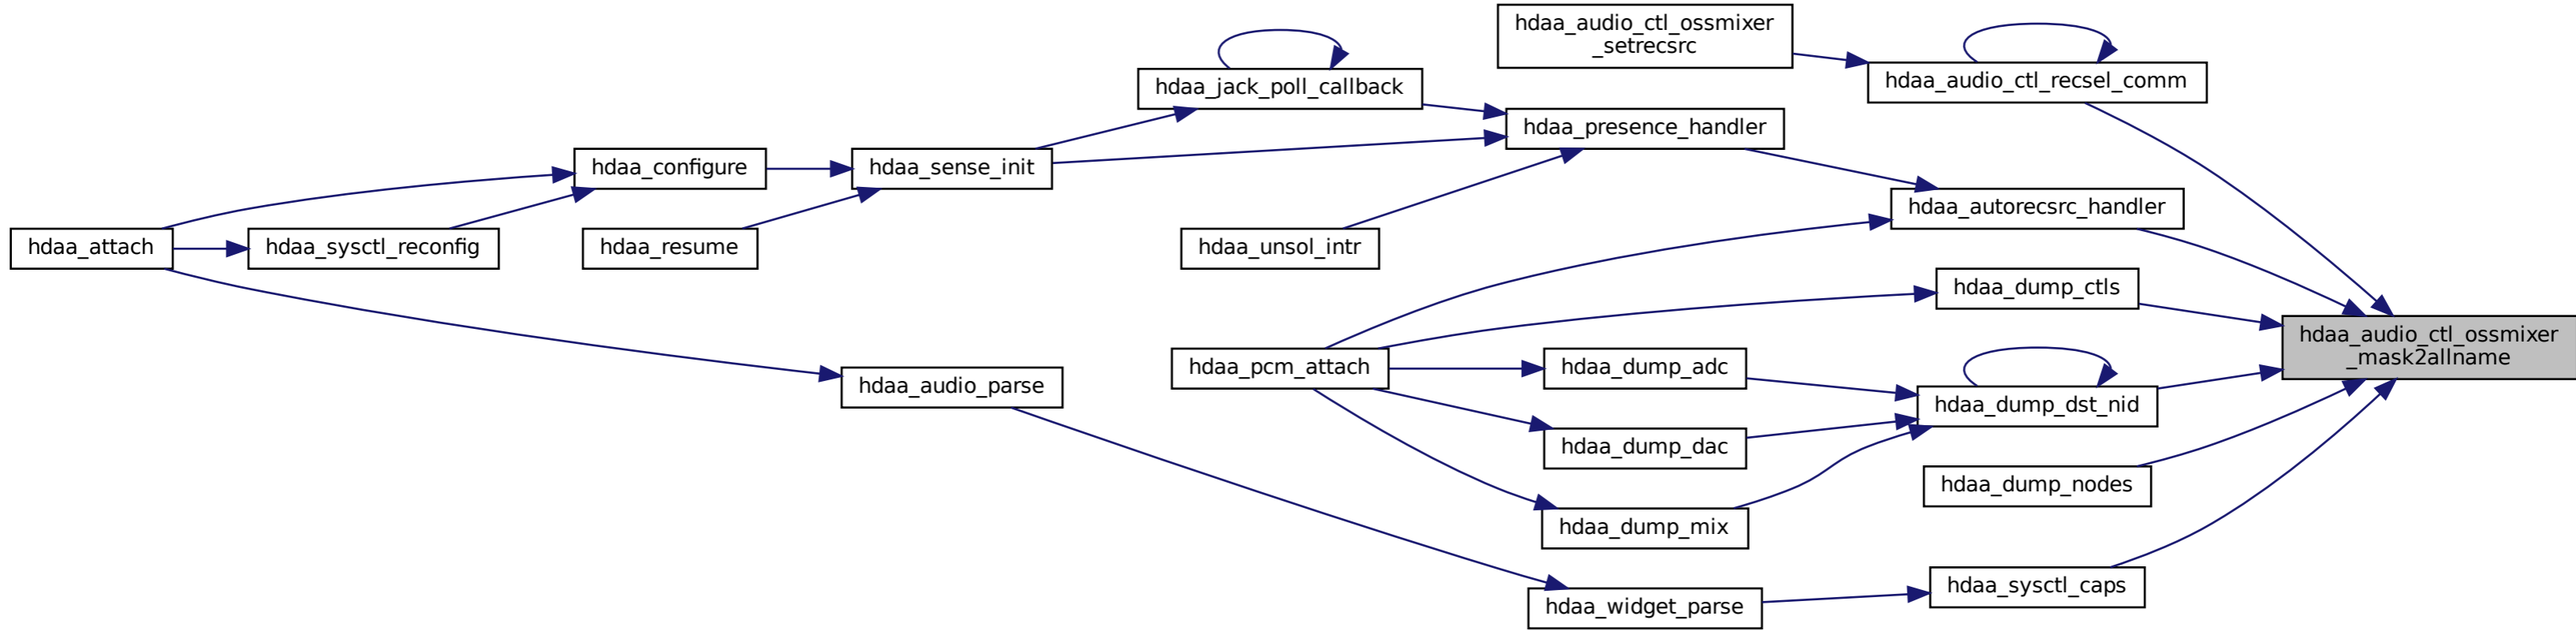 hdaa_audio_ctl_ossmixer
_setrecsrc
hdaa_jack_poll_callback
hdaa_audio_ctl_recsel_comm
hdaa_presence_handler
hdaa_configure
hdaa_sense_init
hdaa_autorecsrc_handler
hdaa_attach
hdaa_sysctl_reconfig
hdaa_resume
hdaa_unsol_intr
hdaa_dump_ctls
hdaa_audio_ctl_ossmixer
_mask2allname
hdaa_pcm_attach
hdaa_dump_adc
hdaa_audio_parse
hdaa_dump_dst_nid
hdaa_dump_dac
hdaa_dump_nodes
hdaa_dump_mix
hdaa_sysctl_caps
hdaa_widget_parse